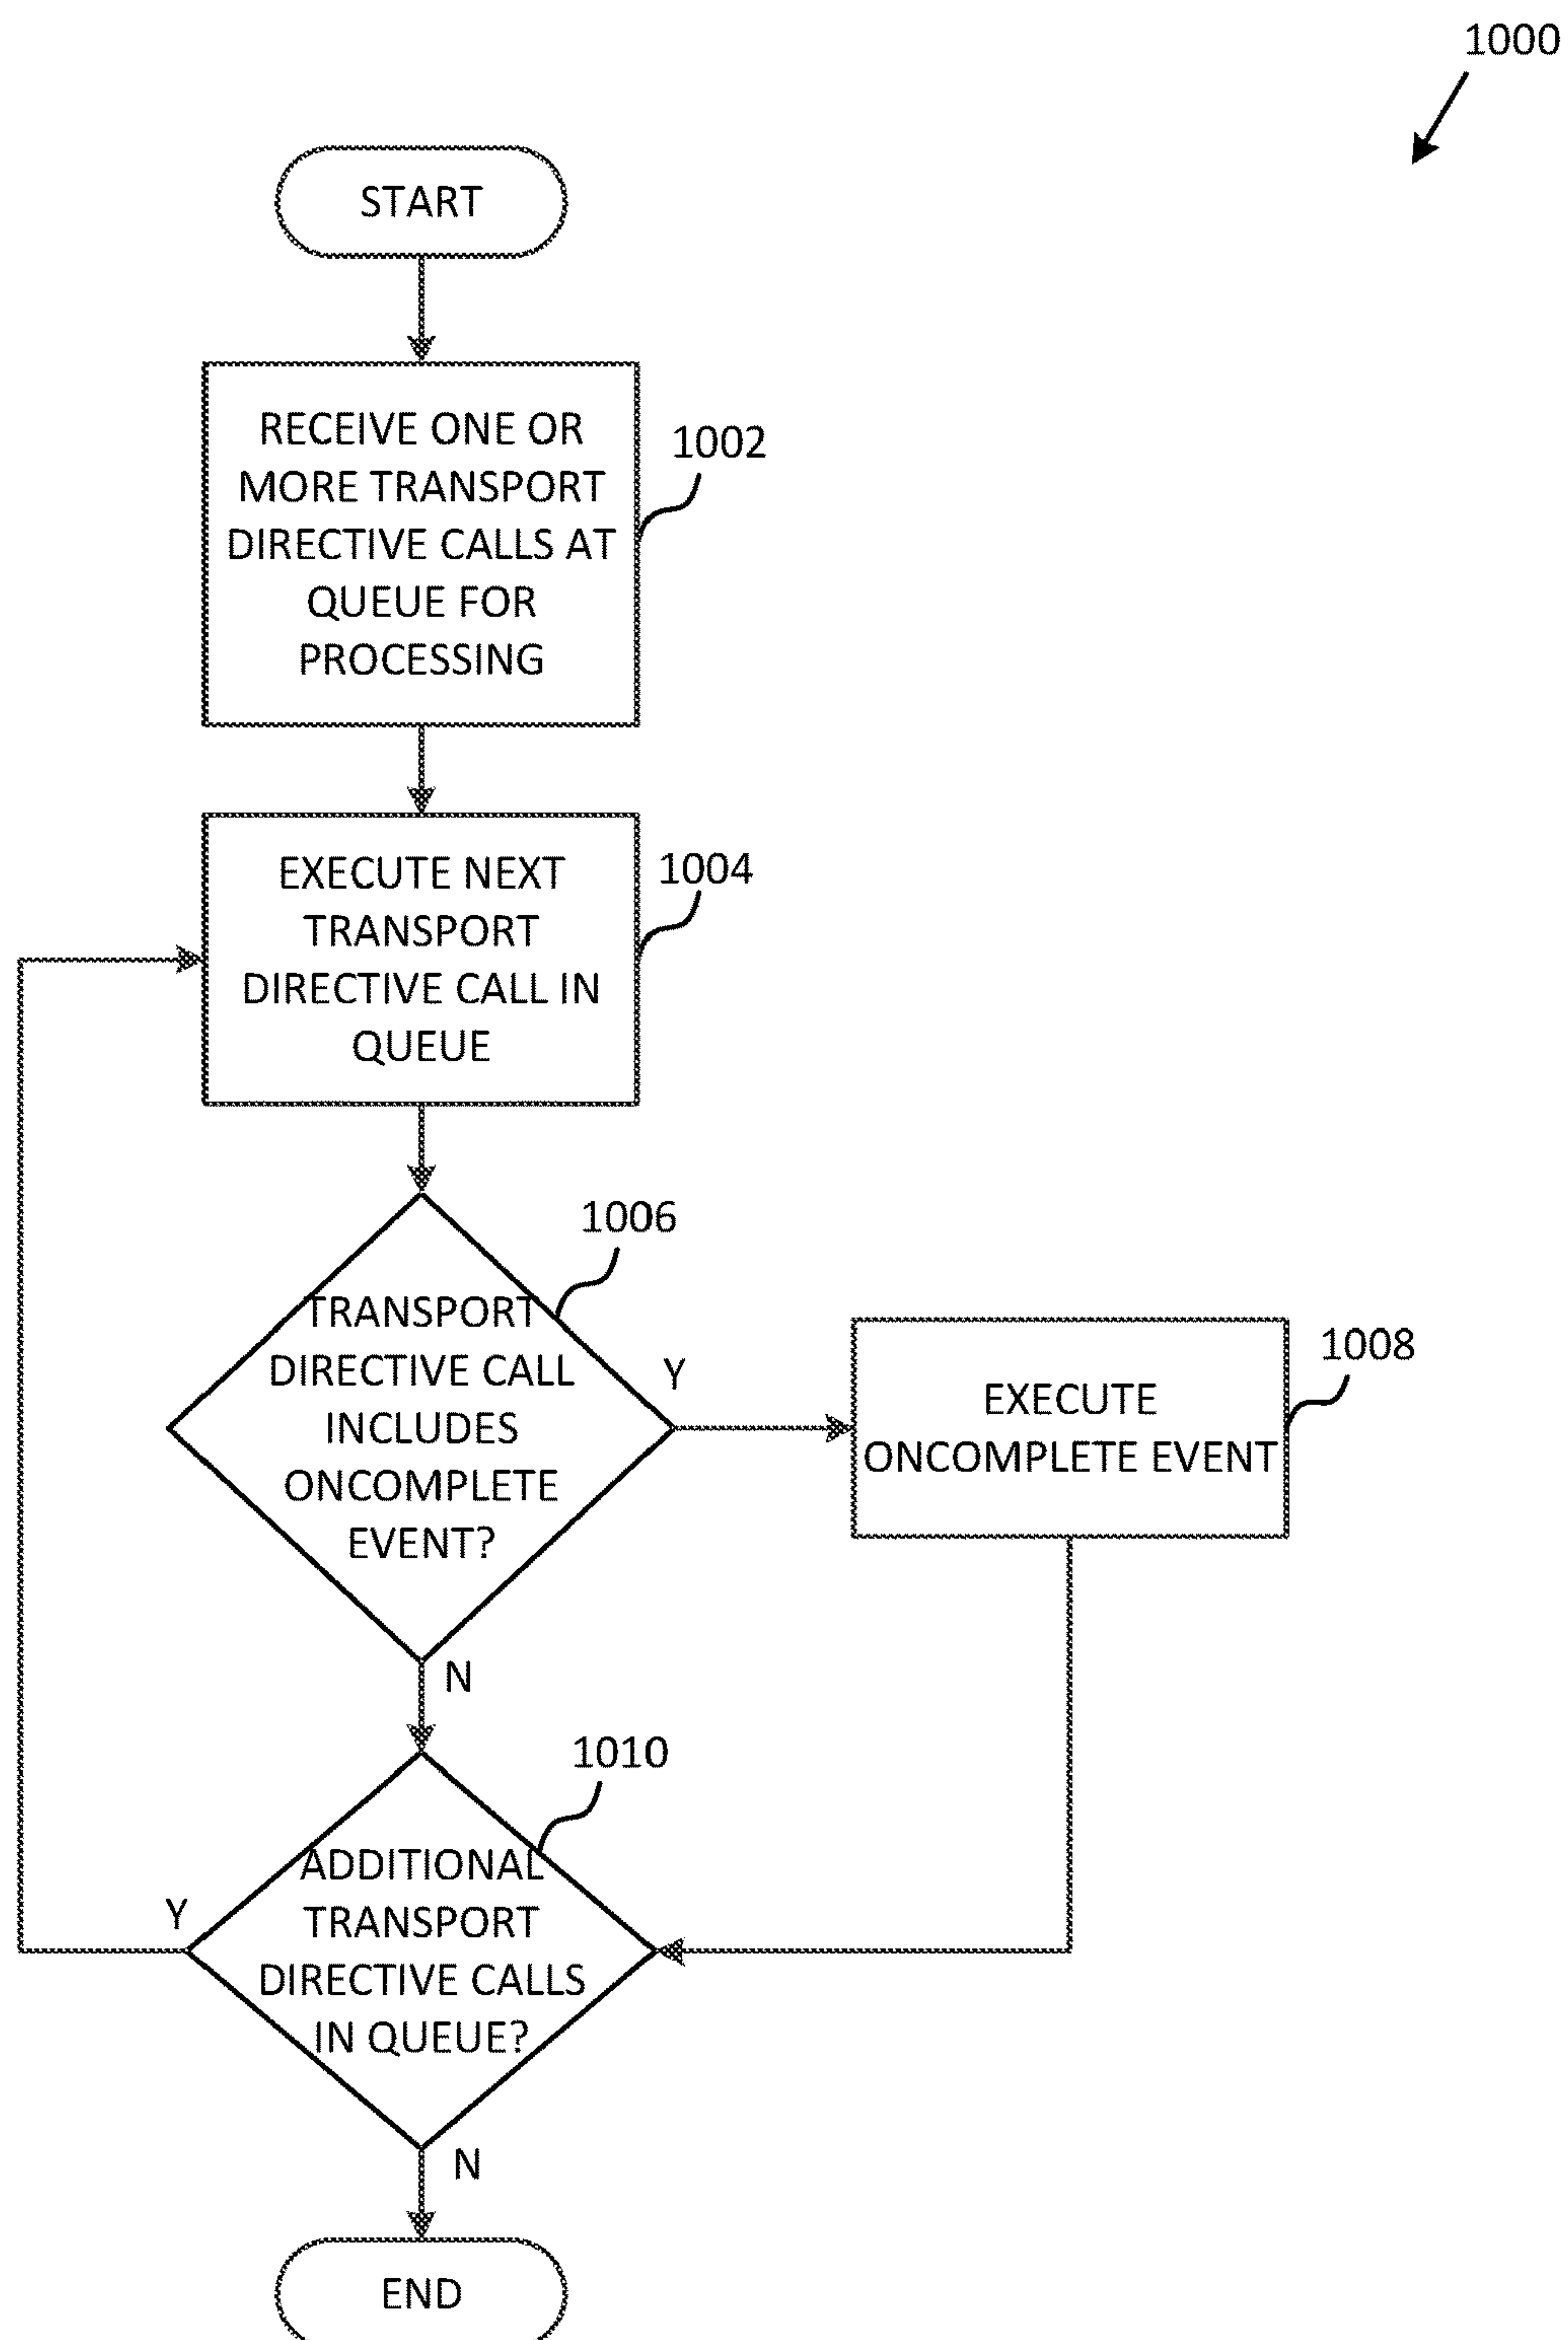 1000
START
RECEIVE ONE OR
MORE TRANSPORT
DIRECTIVE CALLS AT
QUEUE FOR
PROCESSING
1002
EXECUTE NEXT
TRANSPORT
DIRECTIVE CALL IN
QUEUE
1004
TRANSPORT
DIRECTIVE CALL
INCLUDES
ONCOMPLETE
EVENT?
1006
Y
EXECUTE
ONCOMPLETE EVENT
1008
N
ADDITIONAL
TRANSPORT
DIRECTIVE CALLS
IN QUEUE?
1010
Y
N
END